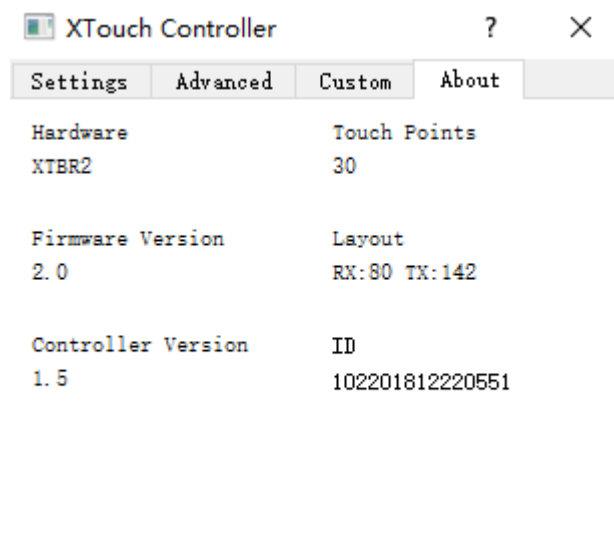 XTouch Controller ?
Settings Advanced Custom About
Hardware
XTBR2
Touch Points
30
Firmware Version
2.0
Layout
RX:80 TX:142
Controller Version
1.5
ID
102201812220551